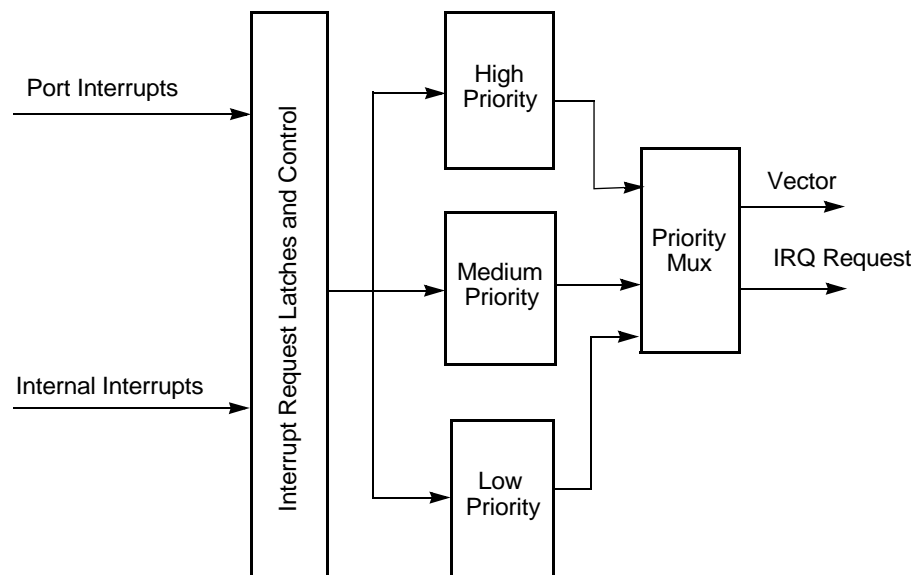 Port Interrupts
Internal Interrupts
Interrupt Request Latches and Control
High
Priority
Medium
Priority
Low
Priority
Priority
Mux
Vector
IRQ Request